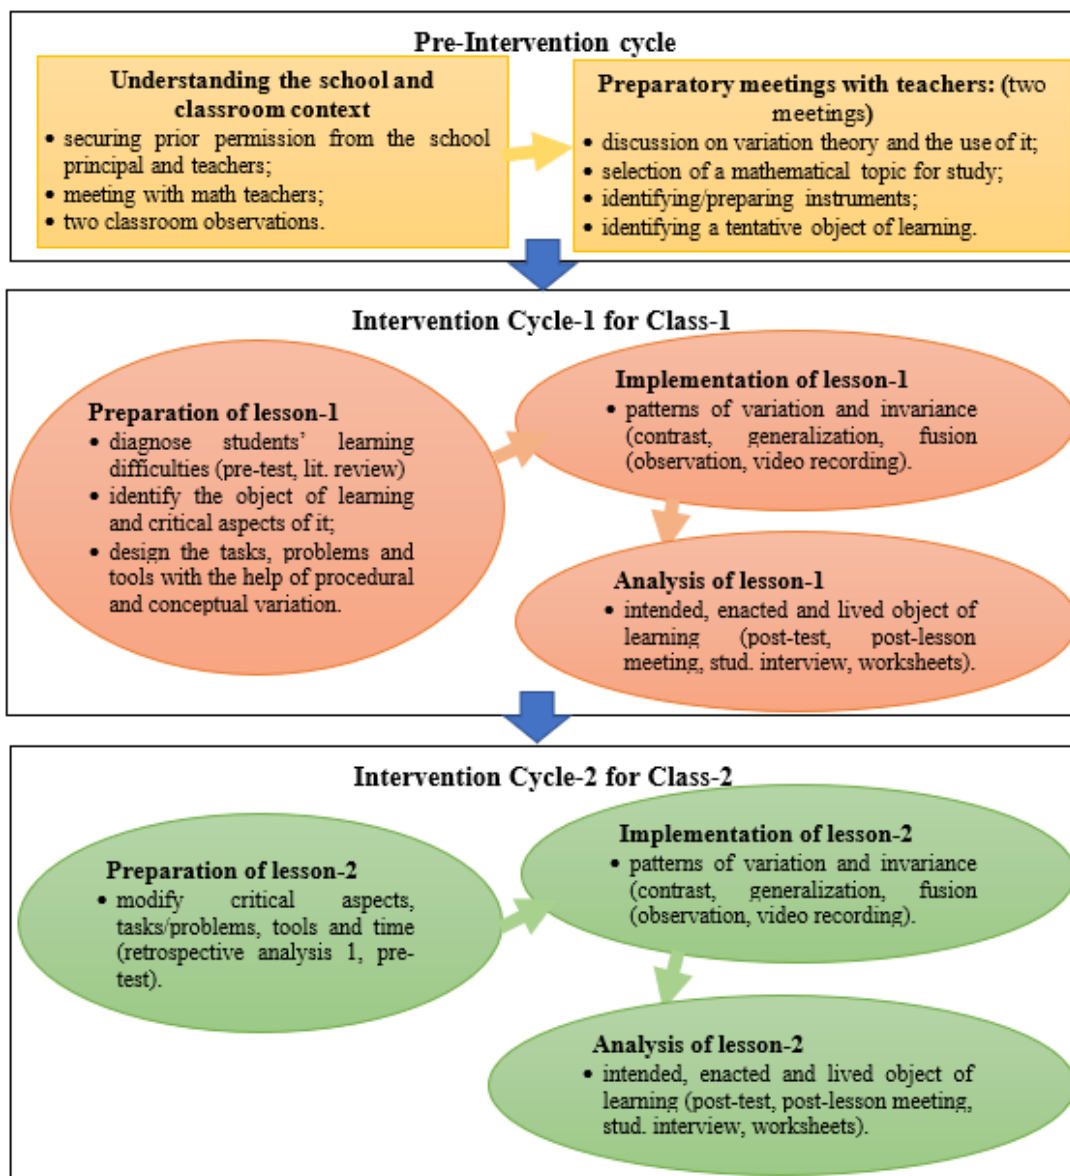 Pre-Intervention cycle
Understanding the school and
classroom context
• securing prior permission from the school
principal and teachers;
• meeting with math teachers;
• two classroom observations.
Preparatory meetings with teachers: (two
meetings)
• discussion on variation theory and the use of it;
• selection of a mathematical topic for study;
• identifying/preparing instruments;
• identifying a tentative object of learning.
Intervention Cycle-1 for Class-1
Preparation of lesson-1
• diagnose students’ learning
difficulties (pre-test, lit. review)
• identify the object of learning
and critical aspects of it;
• design the tasks, problems and
tools with the help of procedural
and conceptual variation.
Implementation of lesson-1
• patterns of variation and invariance
(contrast, generalization, fusion
(observation, video recording).
Analysis of lesson-1
• intended, enacted and lived object of
learning (post-test, post-lesson
meeting, stud. interview, worksheets).
Intervention Cycle-2 for Class-2
Preparation of lesson-2
• modify critical aspects,
tasks/problems, tools and time
(retrospective analysis 1, pre-
test).
Implementation of lesson-2
• patterns of variation and invariance
(contrast, generalization, fusion
(observation, video recording).
Analysis of lesson-2
• intended, enacted and lived object of
learning (post-test, post-lesson meeting,
stud. interview, worksheets).